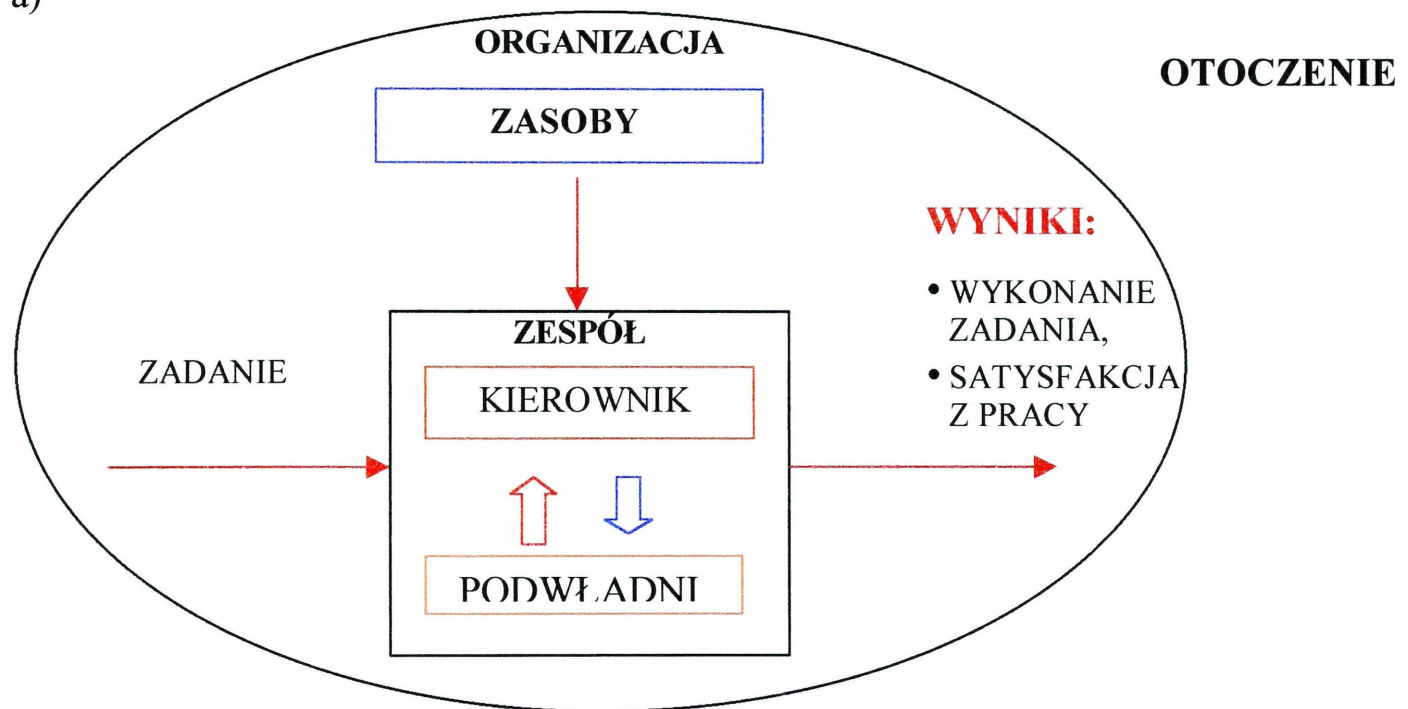 a)
ORGANIZACJA
OTOCZENIE
ZASOBY
WYNIKI:
• WYKONANIE
ZADANIA,
• SATYSFAKCJA
Z PRACY
ZADANIE
ZESPÓŁ
KIEROWNIK
PODWŁADNI